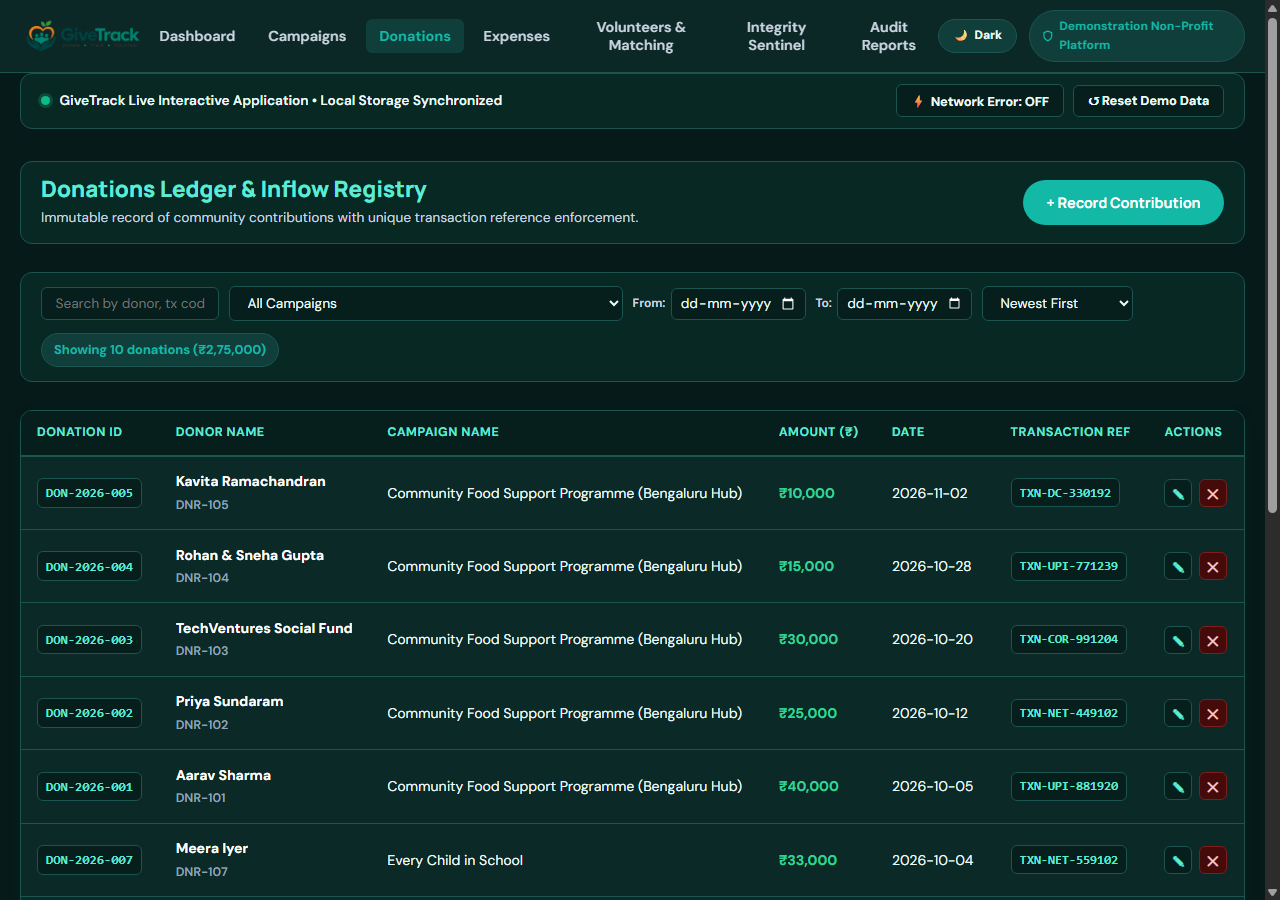 GiveTrack
Dashboard
Campaigns
Donations
Expenses
Volunteers &
Matching
Integrity
Sentinel
Audit
Reports
Dark
Demonstration Non-Profit
Platform
GiveTrack Live Interactive Application • Local Storage Synchronized
Network Error: OFF
↺ Reset Demo Data
Donations Ledger & Inflow Registry
Immutable record of community contributions with unique transaction reference enforcement.
+ Record Contribution
Search by donor, tx cod
All Campaigns
From:
dd-mm-yyyy
To:
dd-mm-yyyy
Newest First
Showing 10 donations (₹2,75,000)
DONATION ID DONOR NAME CAMPAIGN NAME AMOUNT (₹) DATE TRANSACTION REF ACTIONS
DON-2026-005 Kavita Ramachandran Community Food Support Programme (Bengaluru Hub) ₹10,000 2026-11-02 TXN-DC-330192
DNR-105
DON-2026-004 Rohan & Sneha Gupta Community Food Support Programme (Bengaluru Hub) ₹15,000 2026-10-28 TXN-UPI-771239
DNR-104
DON-2026-003 TechVentures Social Fund Community Food Support Programme (Bengaluru Hub) ₹30,000 2026-10-20 TXN-COR-991204
DNR-103
DON-2026-002 Priya Sundaram Community Food Support Programme (Bengaluru Hub) ₹25,000 2026-10-12 TXN-NET-449102
DNR-102
DON-2026-001 Aarav Sharma Community Food Support Programme (Bengaluru Hub) ₹40,000 2026-10-05 TXN-UPI-881920
DNR-101
DON-2026-007 Meera Iyer Every Child in School ₹33,000 2026-10-04 TXN-NET-559102
DNR-107